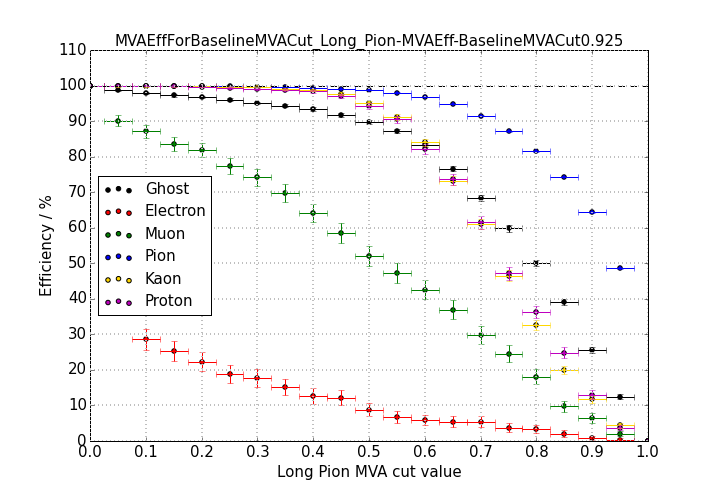 MVAEffForBaselineMVACut_Long_Pion-MVAEff-BaselineMVACut0.925
110
100
90
80
70
60
50
40
30
20
10
0
Efficiency / %
Ghost
Electron
Muon
Pion
Kaon
Proton
0.0 0.1 0.2 0.3 0.4 0.5 0.6 0.7 0.8 0.9 1.0
Long Pion MVA cut value